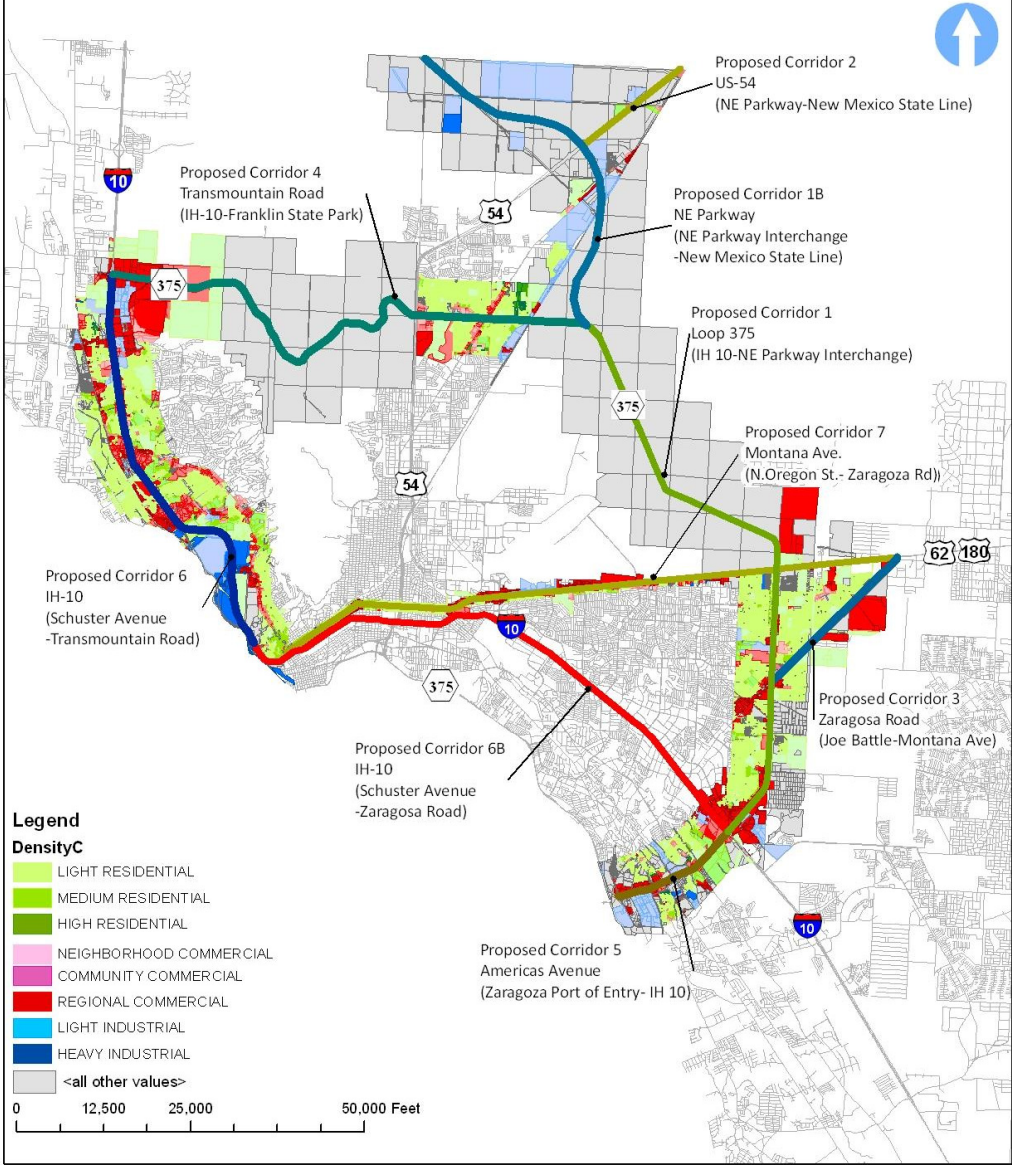 Proposed Corridor 2
US-54
(NE Parkway-New Mexico State Line)
Proposed Corridor 4
Transmountain Road
(IH-10-Franklin State Park)
10
54
Proposed Corridor 1B
NE Parkway
(NE Parkway Interchange
-New Mexico State Line)
375
Proposed Corridor 1
Loop 375
(IH 10-NE Parkway Interchange)
375
Proposed Corridor 7
Montana Ave.
(N.Oregon St.- Zaragoza Rd)
54
62
180
Proposed Corridor 6
IH-10
(Schuster Avenue
-Transmountain Road)
10
375
Proposed Corridor 3
Zaragosa Road
(Joe Battle-Montana Ave)
Proposed Corridor 6B
IH-10
(Schuster Avenue
-Zaragosa Road)
Legend
DensityC
LIGHT RESIDENTIAL
MEDIUM RESIDENTIAL
HIGH RESIDENTIAL
NEIGHBORHOOD COMMERCIAL
COMMUNITY COMMERCIAL
REGIONAL COMMERCIAL
LIGHT INDUSTRIAL
HEAVY INDUSTRIAL
<all other values>
10
Proposed Corridor 5
Americas Avenue
(Zaragoza Port of Entry- IH 10)
0 12,500 25,000 50,000 Feet